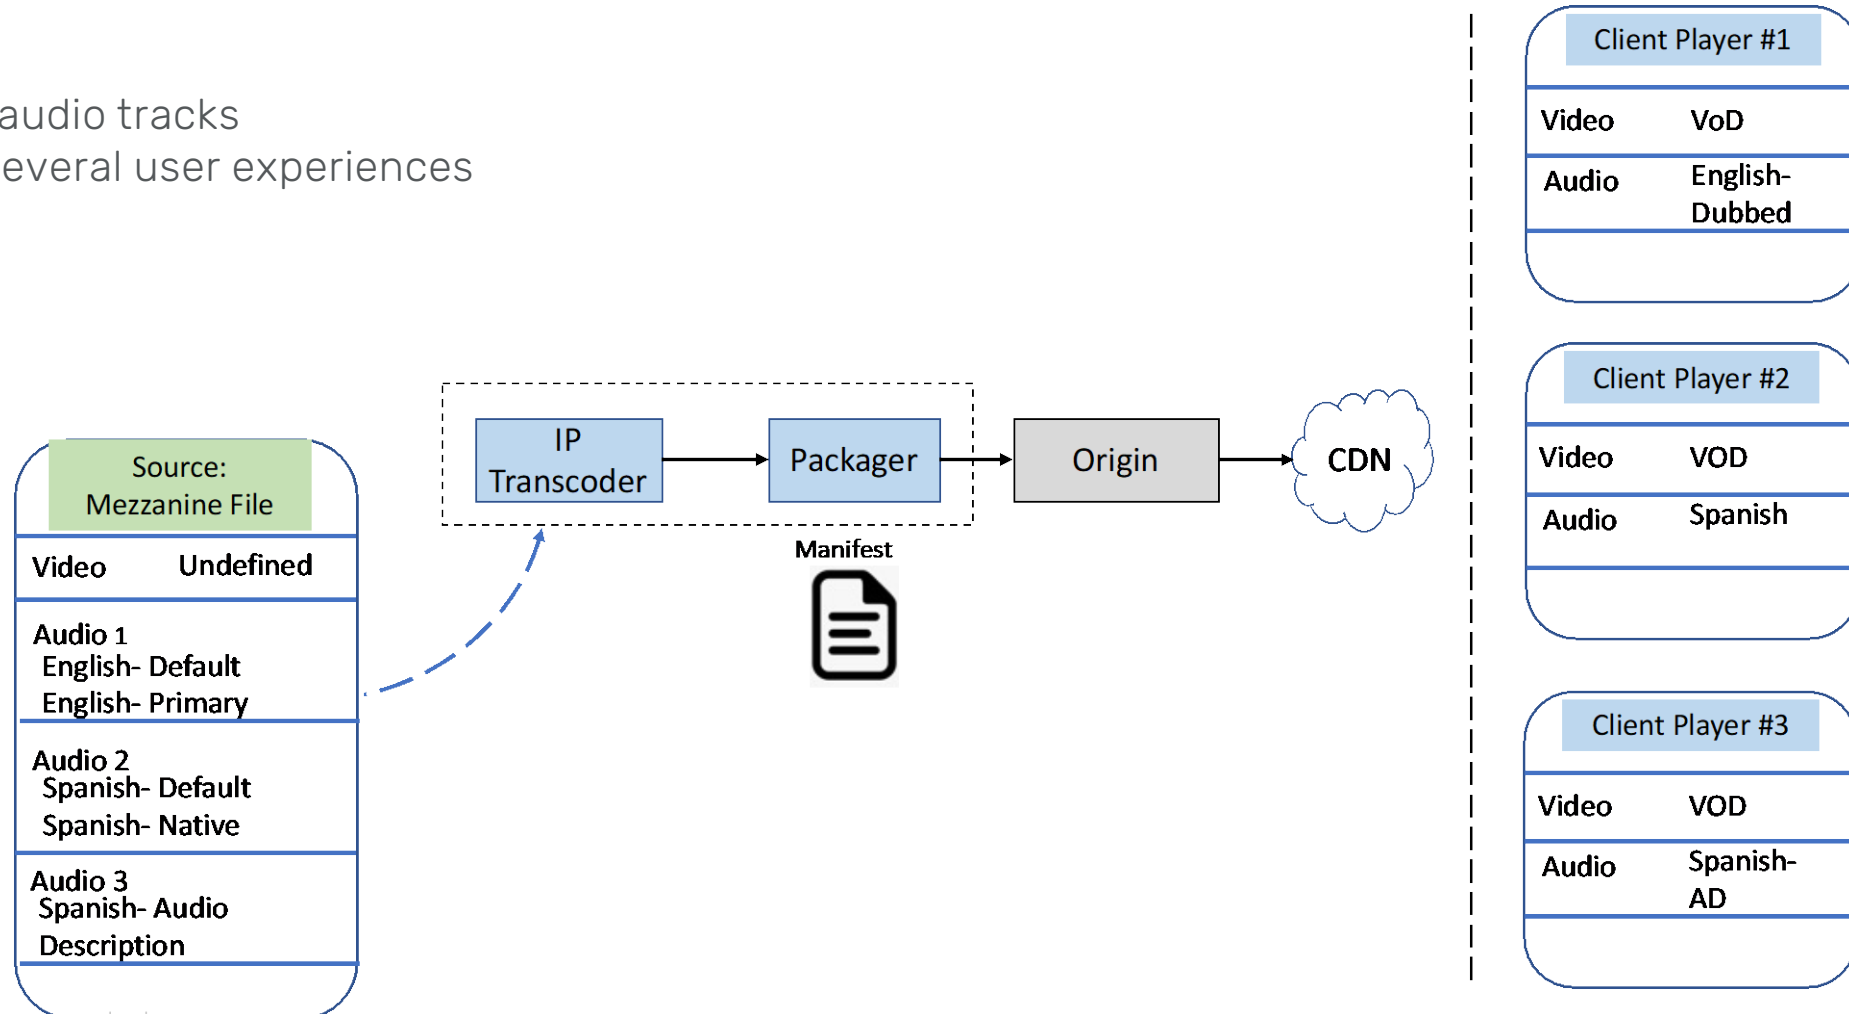 audio tracks
everal user experiences
Source:
Mezzanine File
Video Undefined
Audio 1
English- Default
English- Primary
Audio 2
Spanish- Default
Spanish- Native
Audio 3
Spanish- Audio
Description
IP
Transcoder
Packager
Manifest
Origin
CDN
Client Player #1
Video VoD
Audio English-
Dubbed
Client Player #2
Video VOD
Audio Spanish
Client Player #3
Video VOD
Audio Spanish-
AD